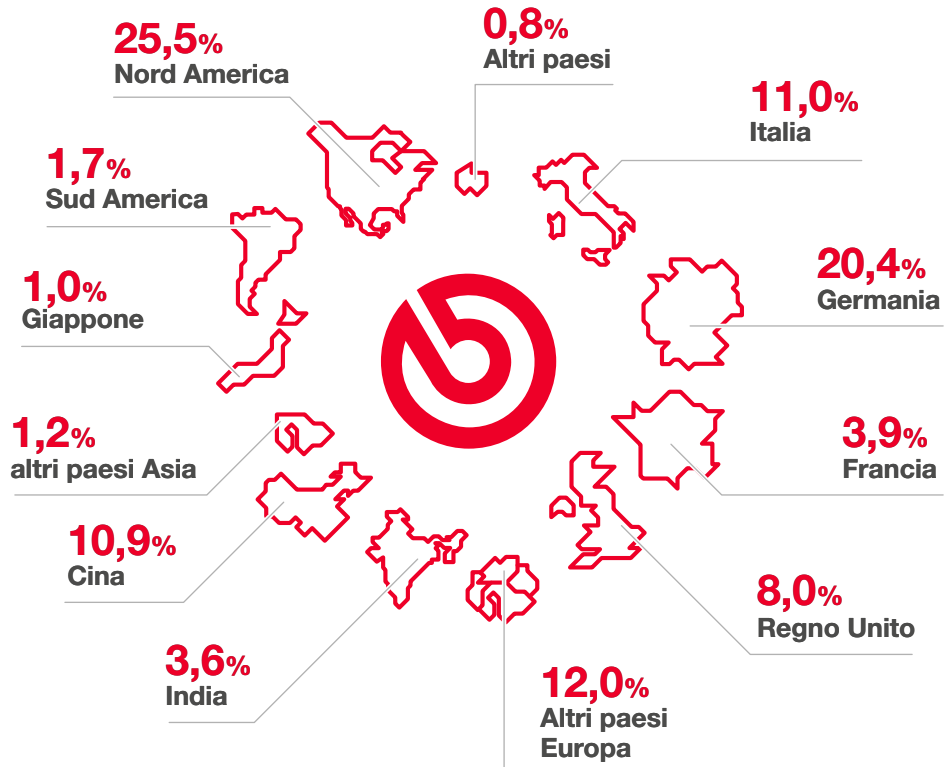 25,5%
Nord America
0,8%
Altri paesi
11,0%
Italia
1,7%
Sud America
20,4%
Germania
1,0%
Giappone
3,9%
Francia
1,2%
altri paesi Asia
10,9%
Cina
8,0%
Regno Unito
3,6%
India
12,0%
Altri paesi
Europa